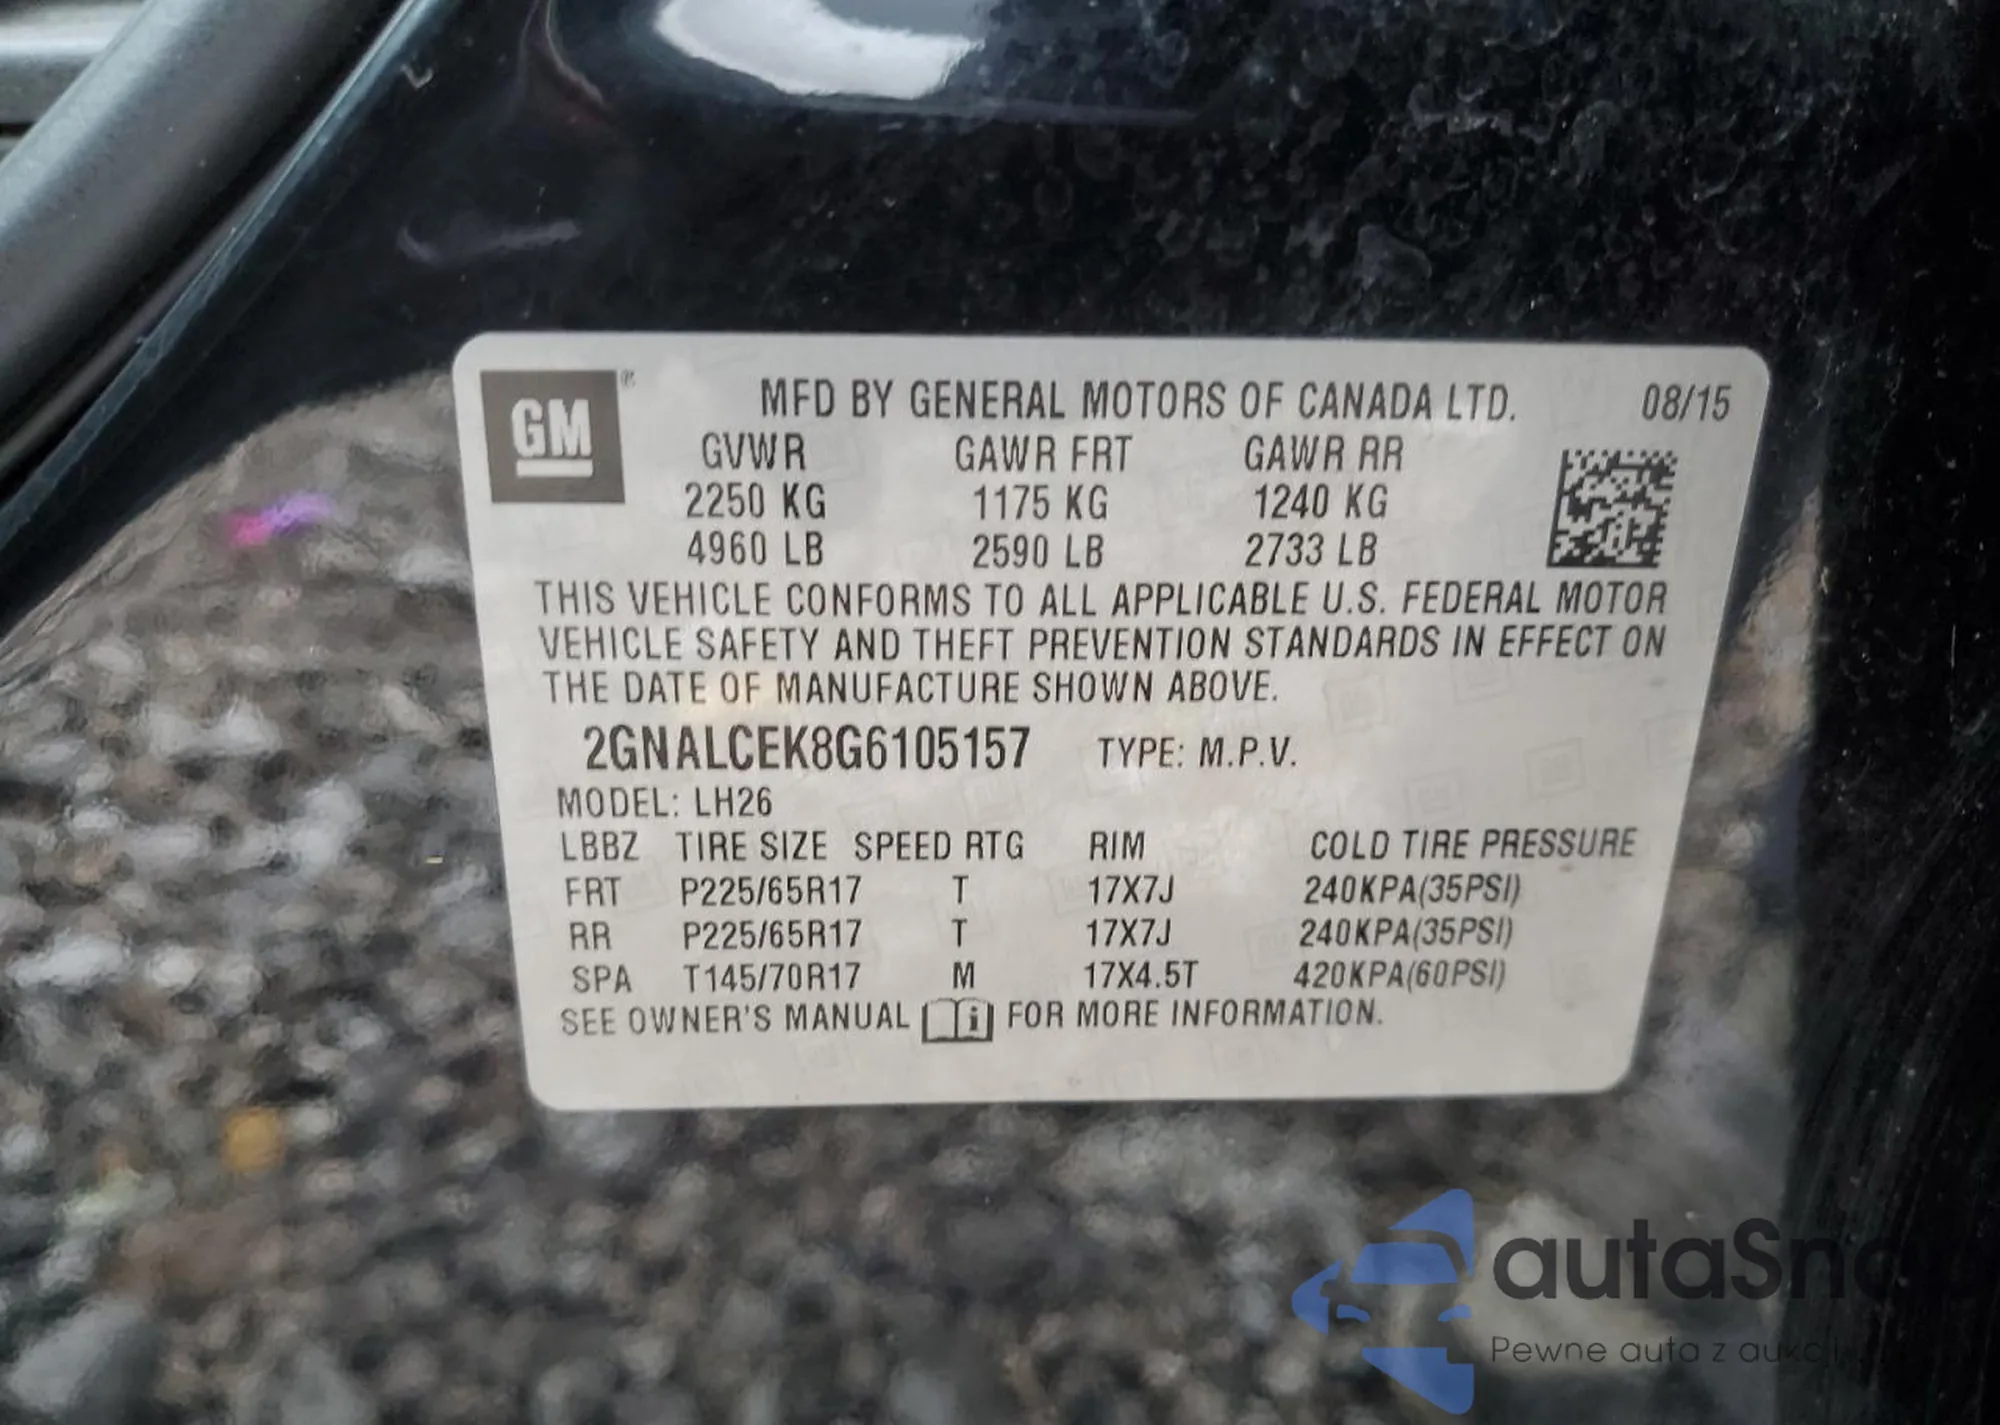 GM®
MFD BY GENERAL MOTORS OF CANADA LTD. 08/15
GVWR GAWR FRT GAWR RR
2250 KG 1175 KG 1240 KG
4960 LB 2590 LB 2733 LB
THIS VEHICLE CONFORMS TO ALL APPLICABLE U.S. FEDERAL MOTOR
VEHICLE SAFETY AND THEFT PREVENTION STANDARDS IN EFFECT ON
THE DATE OF MANUFACTURE SHOWN ABOVE.
2GNALCEK8G6105157 TYPE: M.P.V.
MODEL: LH26
LBBZ TIRE SIZE SPEED RTG RIM COLD TIRE PRESSURE
FRT P225/65R17 T 17X7J 240KPA(35PSI)
RR P225/65R17 T 17X7J 240KPA(35PSI)
SPA T145/70R17 M 17X4.5T 420KPA(60PSI)
SEE OWNER'S MANUAL i FOR MORE INFORMATION.
Pewne auta z